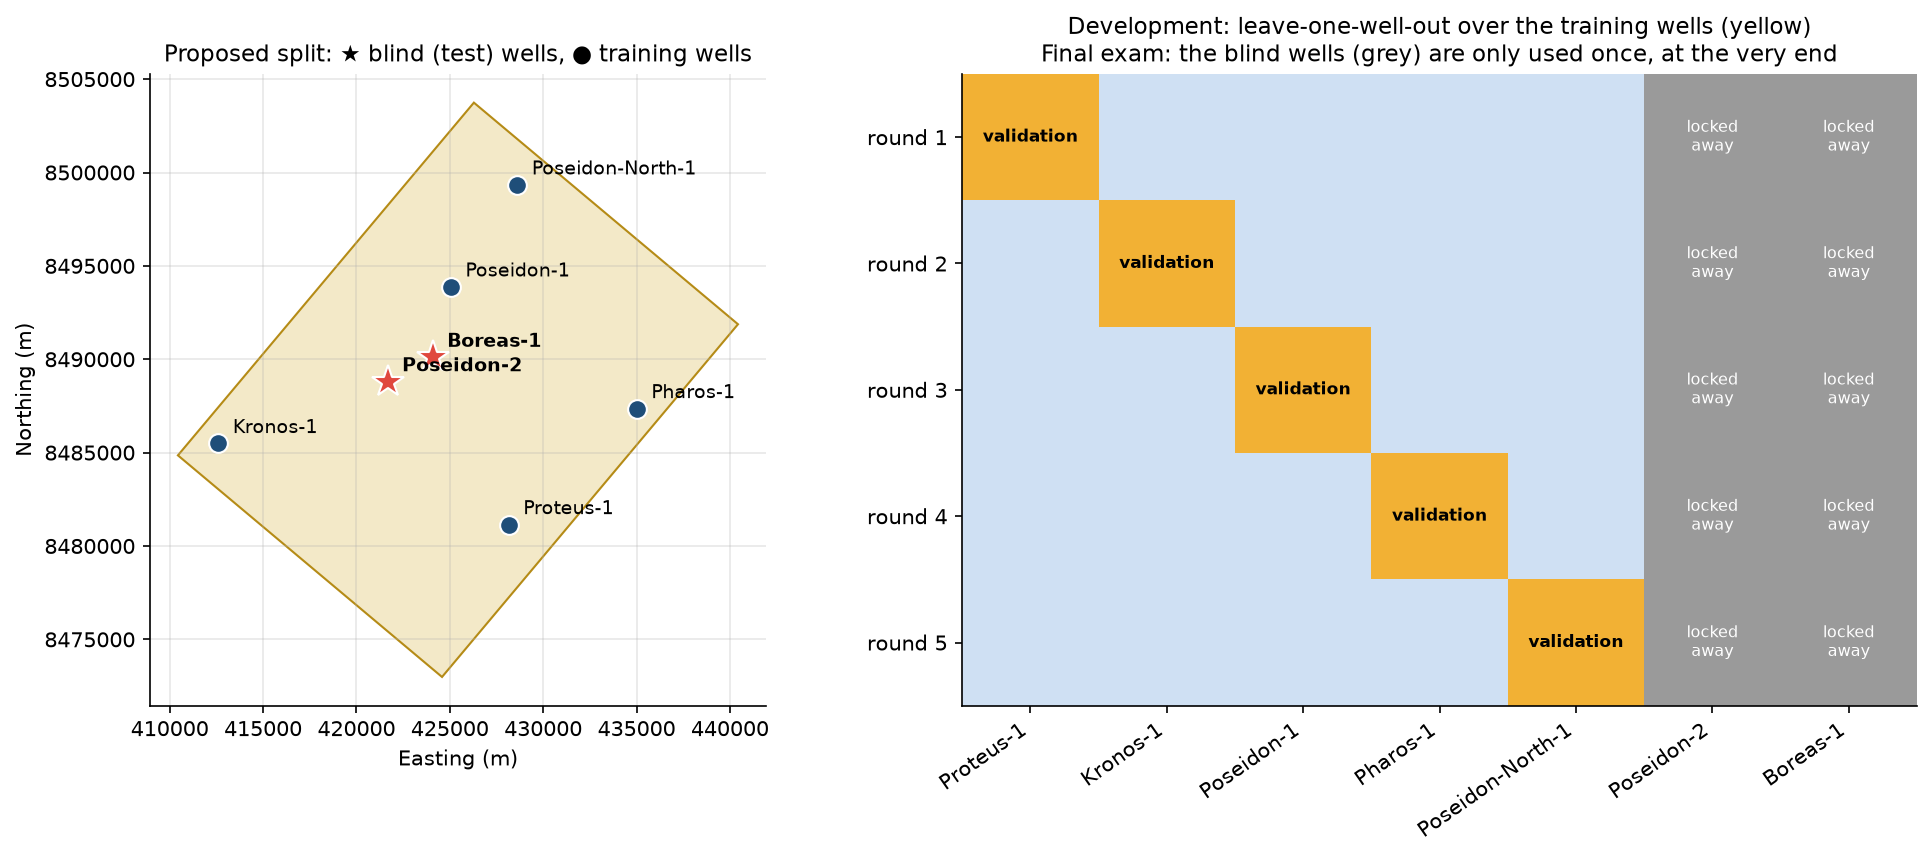 Proposed split: ★ blind (test) wells, ● training wells
8505000
8500000
8495000
8490000
8485000
8480000
8475000
Northing (m)
Poseidon-North-1
Poseidon-1
Boreas-1
Poseidon-2
Pharos-1
Kronos-1
Proteus-1
410000 415000 420000 425000 430000 435000 440000
Easting (m)
Development: leave-one-well-out over the training wells (yellow)
Final exam: the blind wells (grey) are only used once, at the very end
round 1
validation
locked
away
locked
away
round 2
validation
locked
away
locked
away
round 3
validation
locked
away
locked
away
round 4
validation
locked
away
locked
away
round 5
validation
locked
away
locked
away
Proteus-1
Kronos-1
Poseidon-1
Pharos-1
Poseidon-North-1
Poseidon-2
Boreas-1